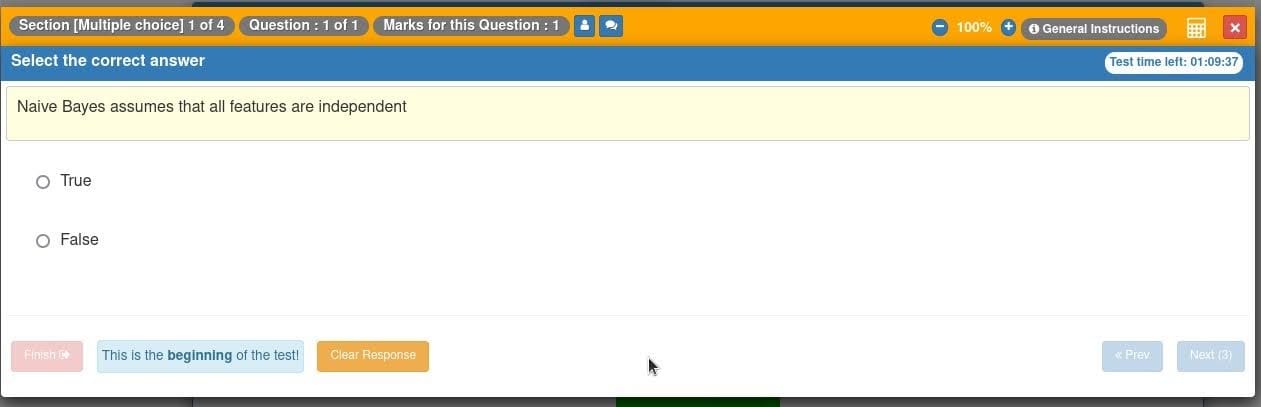 Section [Multiple choice] 1 of 4 Question : 1 of 1 Marks for this Question : 1 100% General Instructions
Select the correct answer Test time left: 01:09:37
Naive Bayes assumes that all features are independent
True
False
Finish This is the beginning of the test! Clear Response « Prev Next (3)